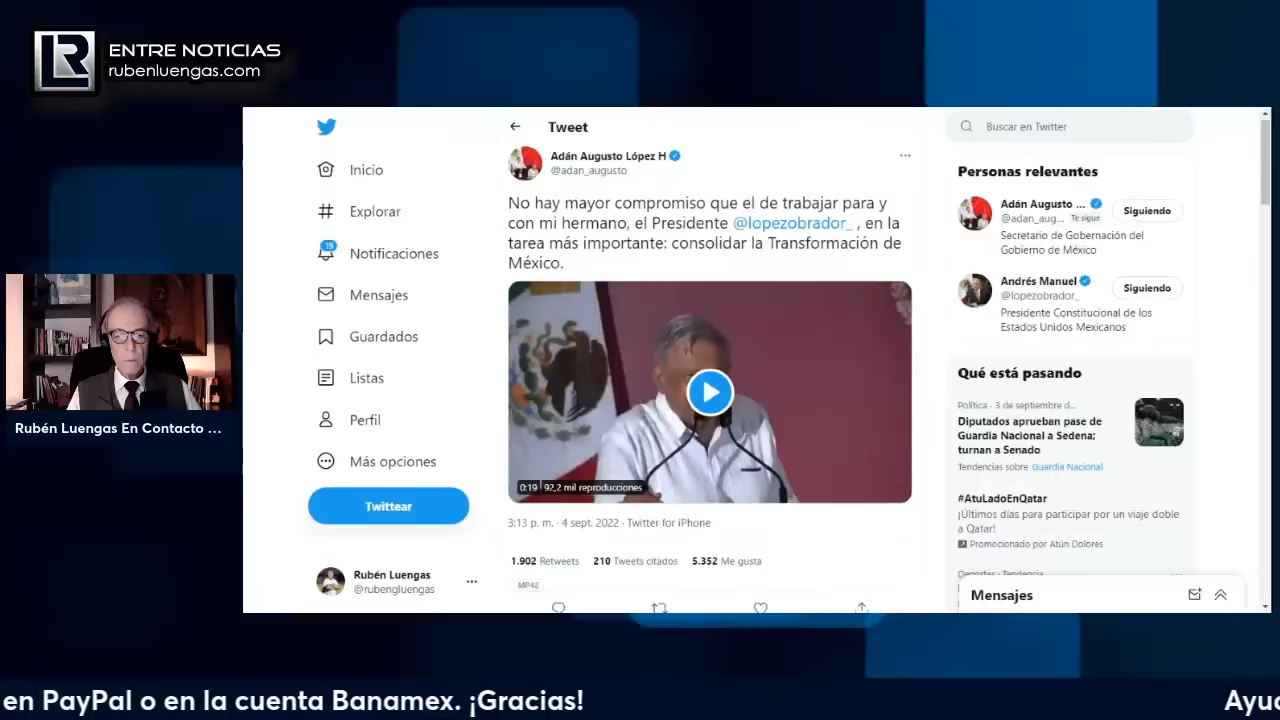 LR
ENTRE NOTICIAS
rubenluengas.com
Rubén Luengas En Contacto ...
Inicio
Explorar
19
Notificaciones
Mensajes
Guardados
Listas
Perfil
Más opciones
Twittear
Rubén Luengas
@rubengluengas
Tweet
Adán Augusto López H
@adan_augusto
No hay mayor compromiso que el de trabajar para y
con mi hermano, el Presidente @lopezobrador_ , en la
tarea más importante: consolidar la Transformación de
México.
0:19 92,2 mil reproducciones
3:13 p. m. · 4 sept. 2022 · Twitter for iPhone
1.902 Retweets 210 Tweets citados 5.352 Me gusta
MP42
Buscar en Twitter
Personas relevantes
Adán Augusto ...
@adan_aug... Te sigue
Siguiendo
Secretario de Gobernación del
Gobierno de México
Andrés Manuel
@lopezobrador_
Siguiendo
Presidente Constitucional de los
Estados Unidos Mexicanos
Qué está pasando
Política · 3 de septiembre d...
Diputados aprueban pase de
Guardia Nacional a Sedena;
turnan a Senado
Tendencias sobre Guardia Nacional
#AtuLadoEnQatar
¡Últimos días para participar por un viaje doble
a Qatar!
Promocionado por Atún Dolores
Deportes · Tendencia
Mensajes
en PayPal o en la cuenta Banamex. ¡Gracias!
Ayud